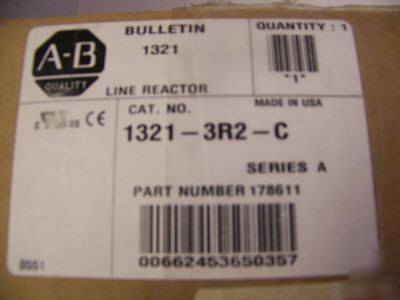 BULLETIN
1321
QUANTITY : 1
"1"
A-B
QUALITY
LINE REACTOR
MADE IN USA
CAT. NO.
1321-3R2-C
SERIES A
PART NUMBER 178611
00662453650357